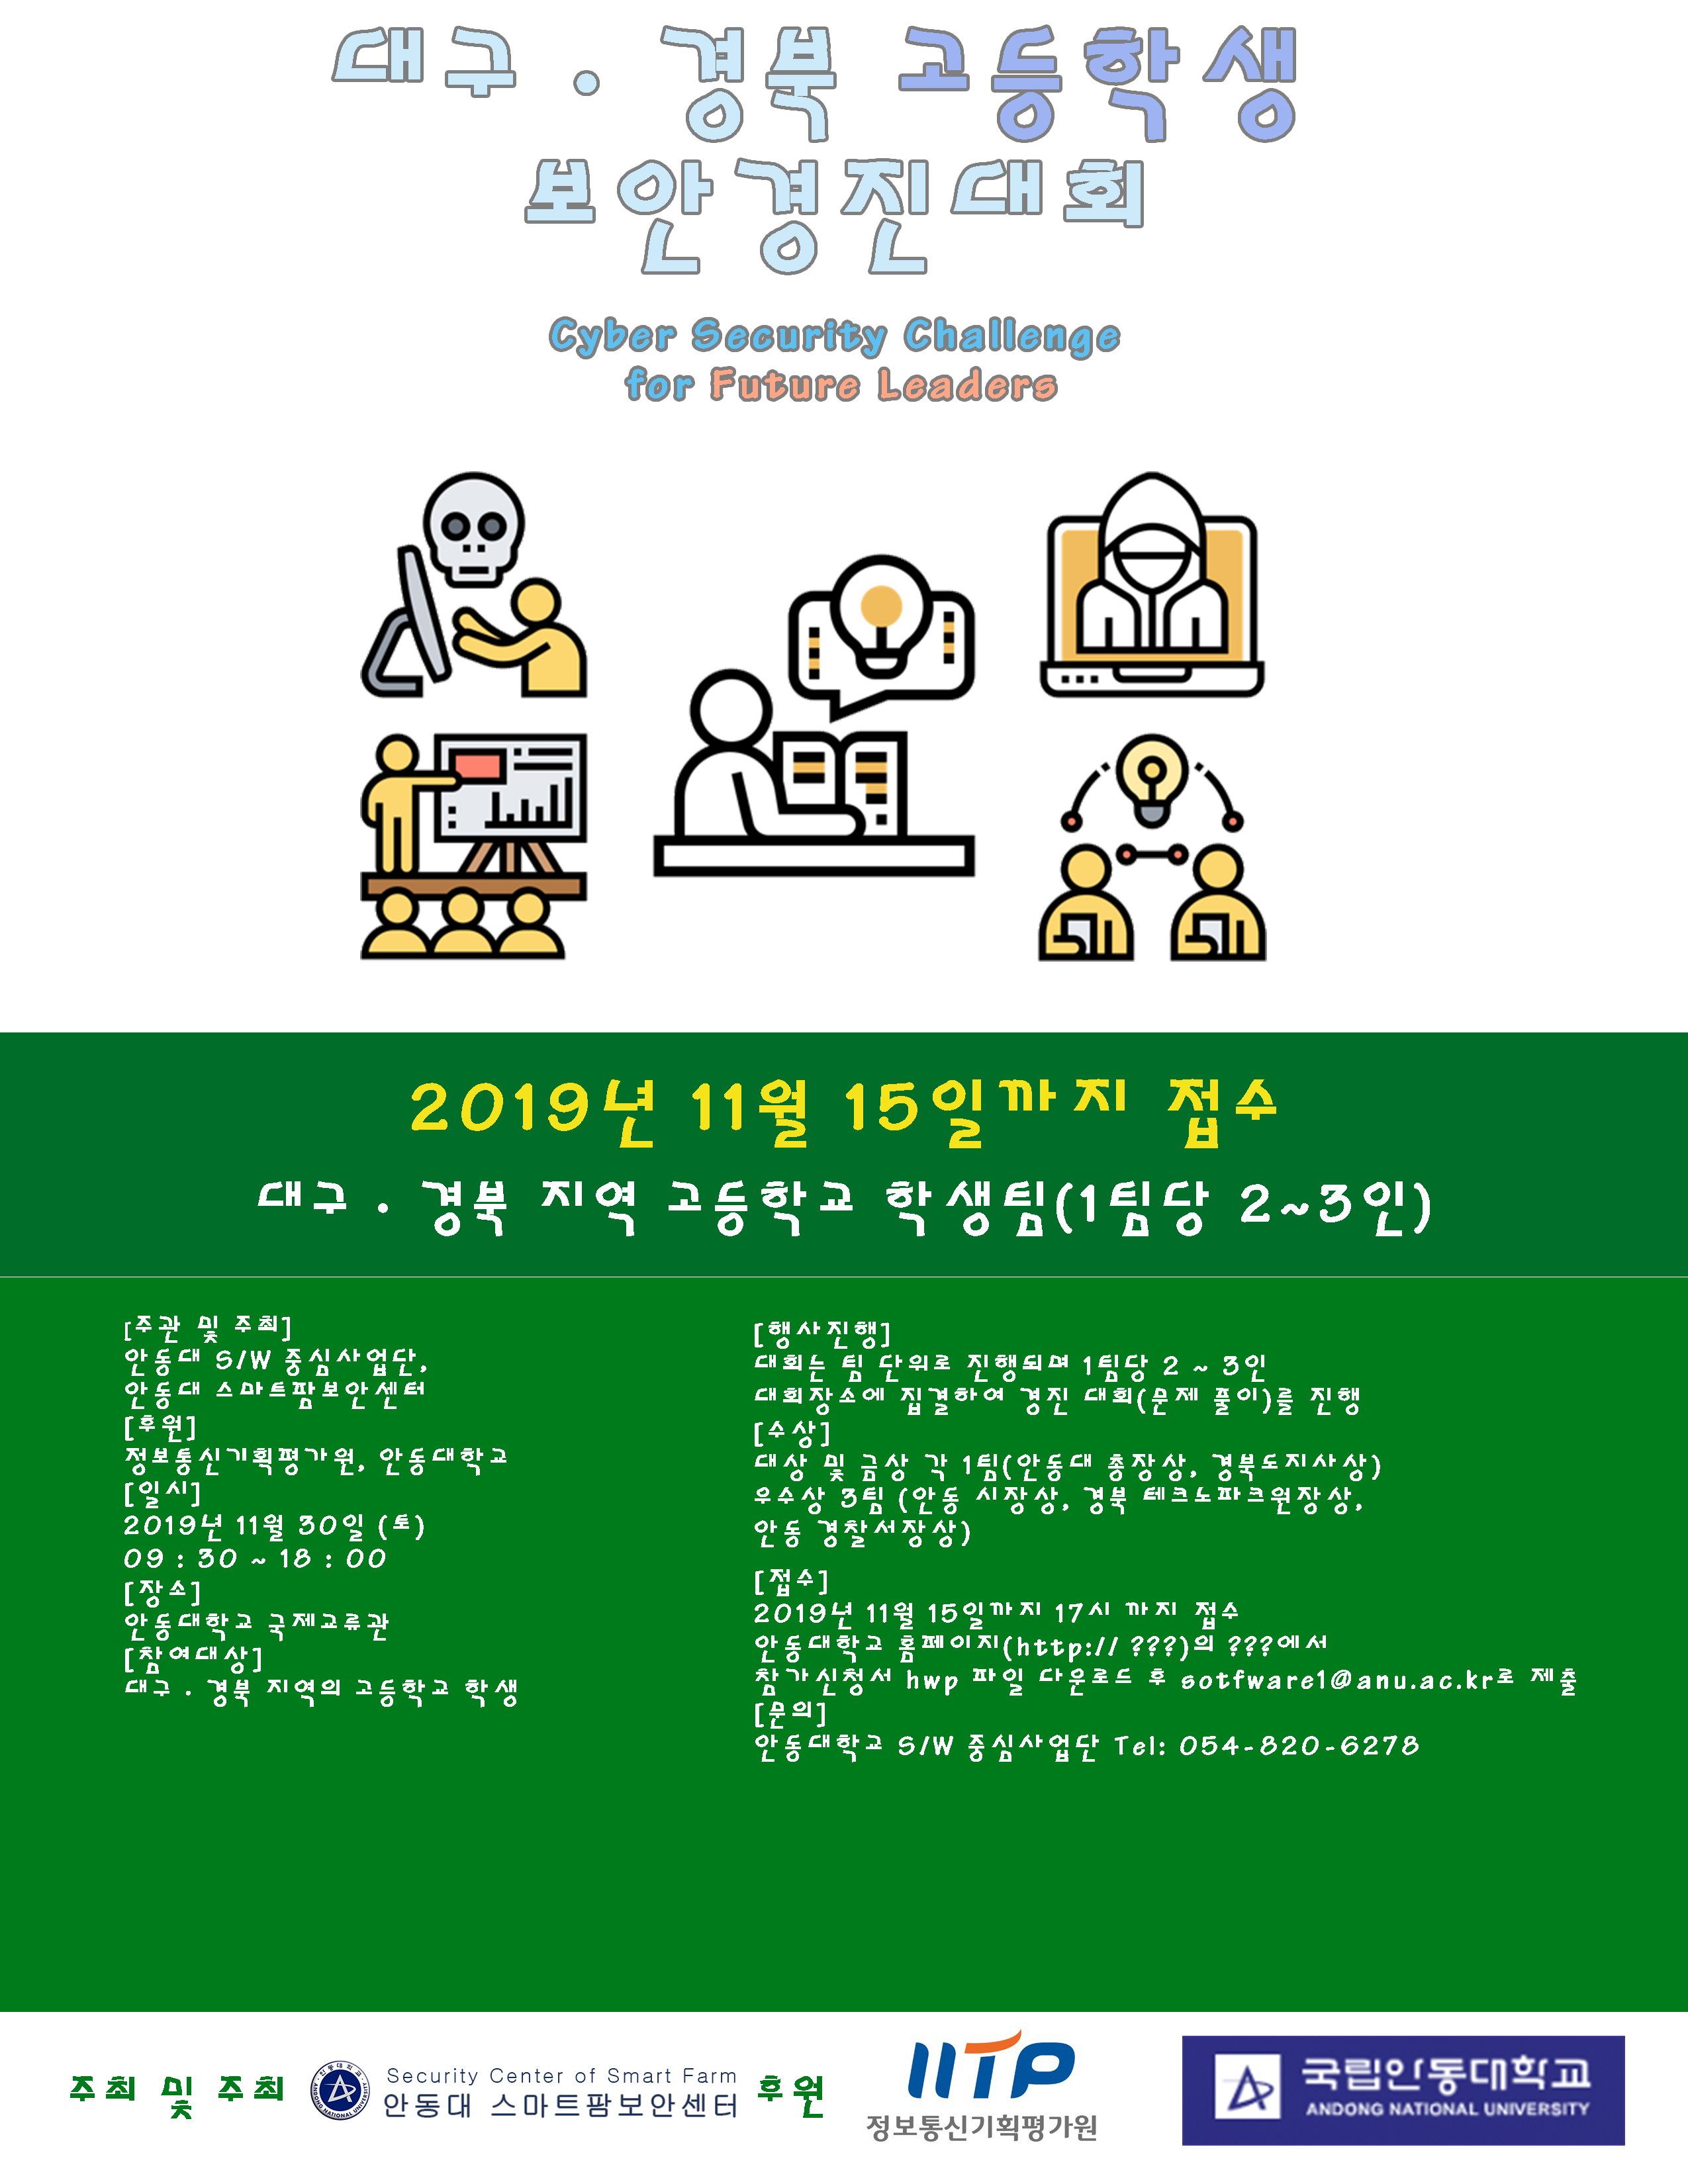 대구 · 경북 고등학생
보안경진대회
Cyber Security Challenge
for Future Leaders
2019년 11월 15일까지 접수
대구 · 경북 지역 고등학교 학생팀(1팀당 2~3인)
[주관 및 주최]
안동대 S/W 중심사업단,
안동대 스마트팜보안센터
[후원]
정보통신기획평가원, 안동대학교
[일시]
2019년 11월 30일 (토)
09 : 30 ~ 18 : 00
[장소]
안동대학교 국제교류관
[참여대상]
대구 · 경북 지역의 고등학교 학생
[행사진행]
대회는 팀 단위로 진행되며 1팀당 2 ~ 3인
대회장소에 집결하여 경진 대회(문제 풀이)를 진행
[수상]
대상 및 금상 각 1팀(안동대 총장상, 경북도지사상)
우수상 3팀 (안동 시장상, 경북 테크노파크원장상,
안동 경찰서장상)
[접수]
2019년 11월 15일까지 17시 까지 접수
안동대학교 홈페이지(http:// ???)의 ???에서
참가신청서 hwp 파일 다운로드 후 sotfware1@anu.ac.kr로 제출
[문의]
안동대학교 S/W 중심사업단 Tel: 054-820-6278
주최 및 주최
안동대학교
ANDONG NATIONAL UNIVERSITY
Security Center of Smart Farm
안동대 스마트팜보안센터
후원
IITP
정보통신기획평가원
국립안동대학교
ANDONG NATIONAL UNIVERSITY